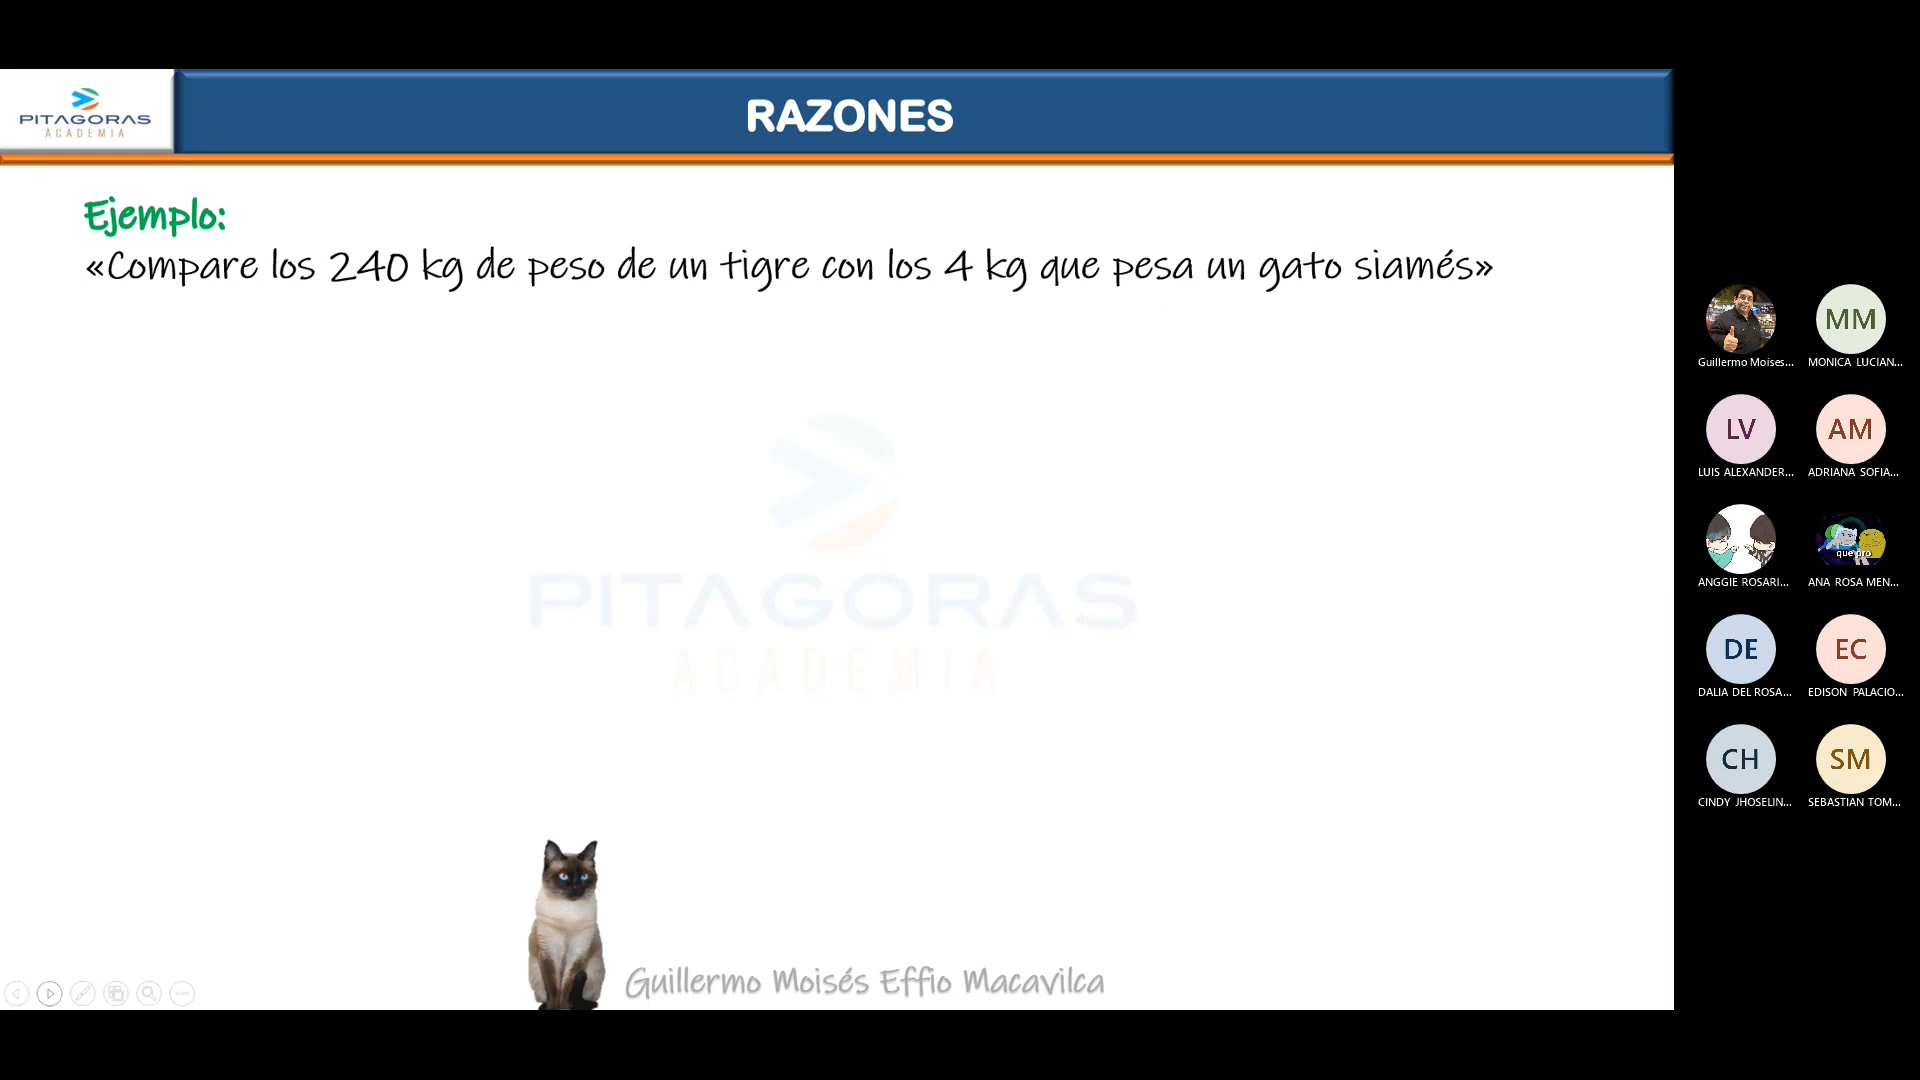 PITAGORAS
ACADEMIA
RAZONES
Ejemplo:
«Compare los 240 kg de peso de un tigre con los 4 kg que pesa un gato siamés»
PITAGORAS
ACADEMIA
Guillermo Moisés Effio Macavilca
Guillermo Moises...
MM
MONICA LUCIAN...
LV
LUIS ALEXANDER...
AM
ADRIANA SOFIA...
ANGGIE ROSARI...
que pro
ANA ROSA MEN...
DE
DALIA DEL ROSA...
EC
EDISON PALACIO...
CH
CINDY JHOSELIN...
SM
SEBASTIAN TOM...